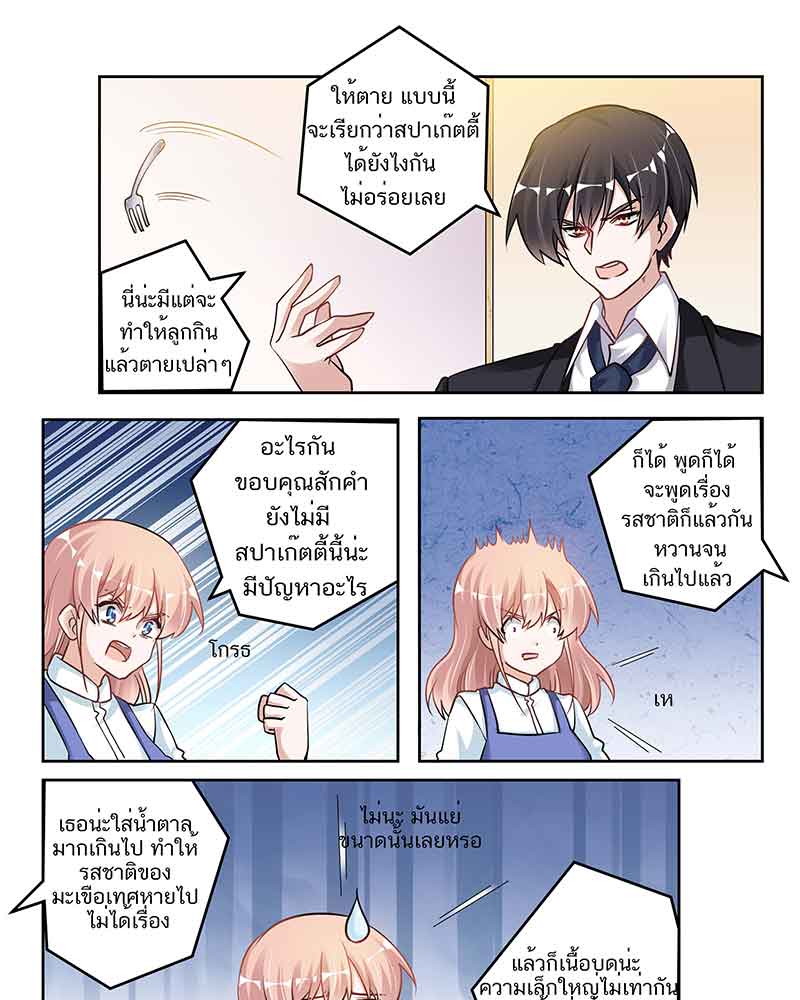 ให้ตาย แบบนี้
จะเรียกว่าสปาเก๊ตตี้
ได้ยังไงกัน
ไม่อร่อยเลย
นี่น่ะมีแต่จะ
ทำให้ลูกกิน
แล้วตายเปล่าๆ
อะไรกัน
ขอบคุณสักคำ
ยังไม่มี
สปาเก๊ตตี้นี้น่ะ
มีปัญหาอะไร
โกรธ
ก็ได้ พูดก็ได้
จะพูดเรื่อง
รสชาติก็แล้วกัน
หวานจน
เกินไปแล้ว
เห
เธอน่ะใส่น้ำตาล
มากเกินไป ทำให้
รสชาติของ
มะเขือเทศหายไป
ไม่ได้เรื่อง
ไม่นะ มันแย่
ขนาดนั้นเลยหรอ
แล้วก็เนื้อบดน่ะ
ความเล็กใหญ่ไม่เท่ากัน